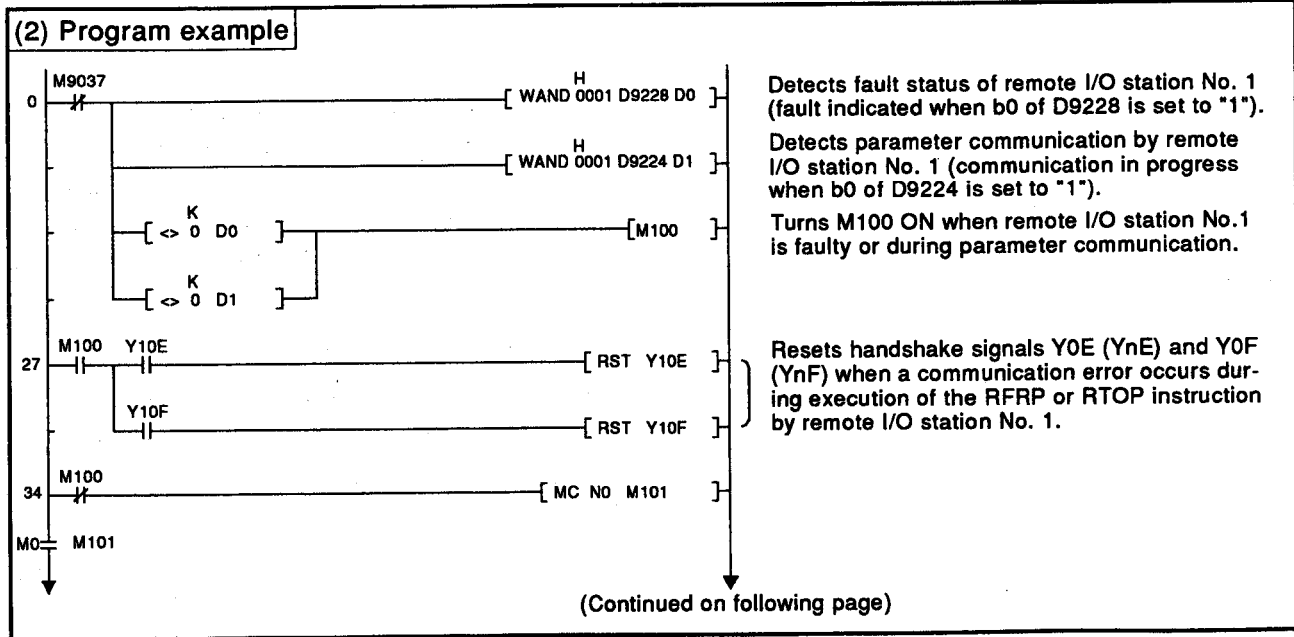 (2) Program example
M9037
0
H
[ WAND 0001 D9228 D0 ]
Detects fault status of remote I/O station No. 1
(fault indicated when b0 of D9228 is set to "1").
H
[ WAND 0001 D9224 D1 ]
Detects parameter communication by remote
I/O station No. 1 (communication in progress
when b0 of D9224 is set to "1").
K
[ <> 0 D0 ]
[M100 ]
Turns M100 ON when remote I/O station No.1
is faulty or during parameter communication.
K
[ <> 0 D1 ]
M100 Y10E
27
[ RST Y10E ]
Resets handshake signals Y0E (YnE) and Y0F
(YnF) when a communication error occurs dur-
ing execution of the RFRP or RTOP instruction
by remote I/O station No. 1.
Y10F
[ RST Y10F ]
M100
34
[ MC N0 M101 ]
M0 M101
(Continued on following page)